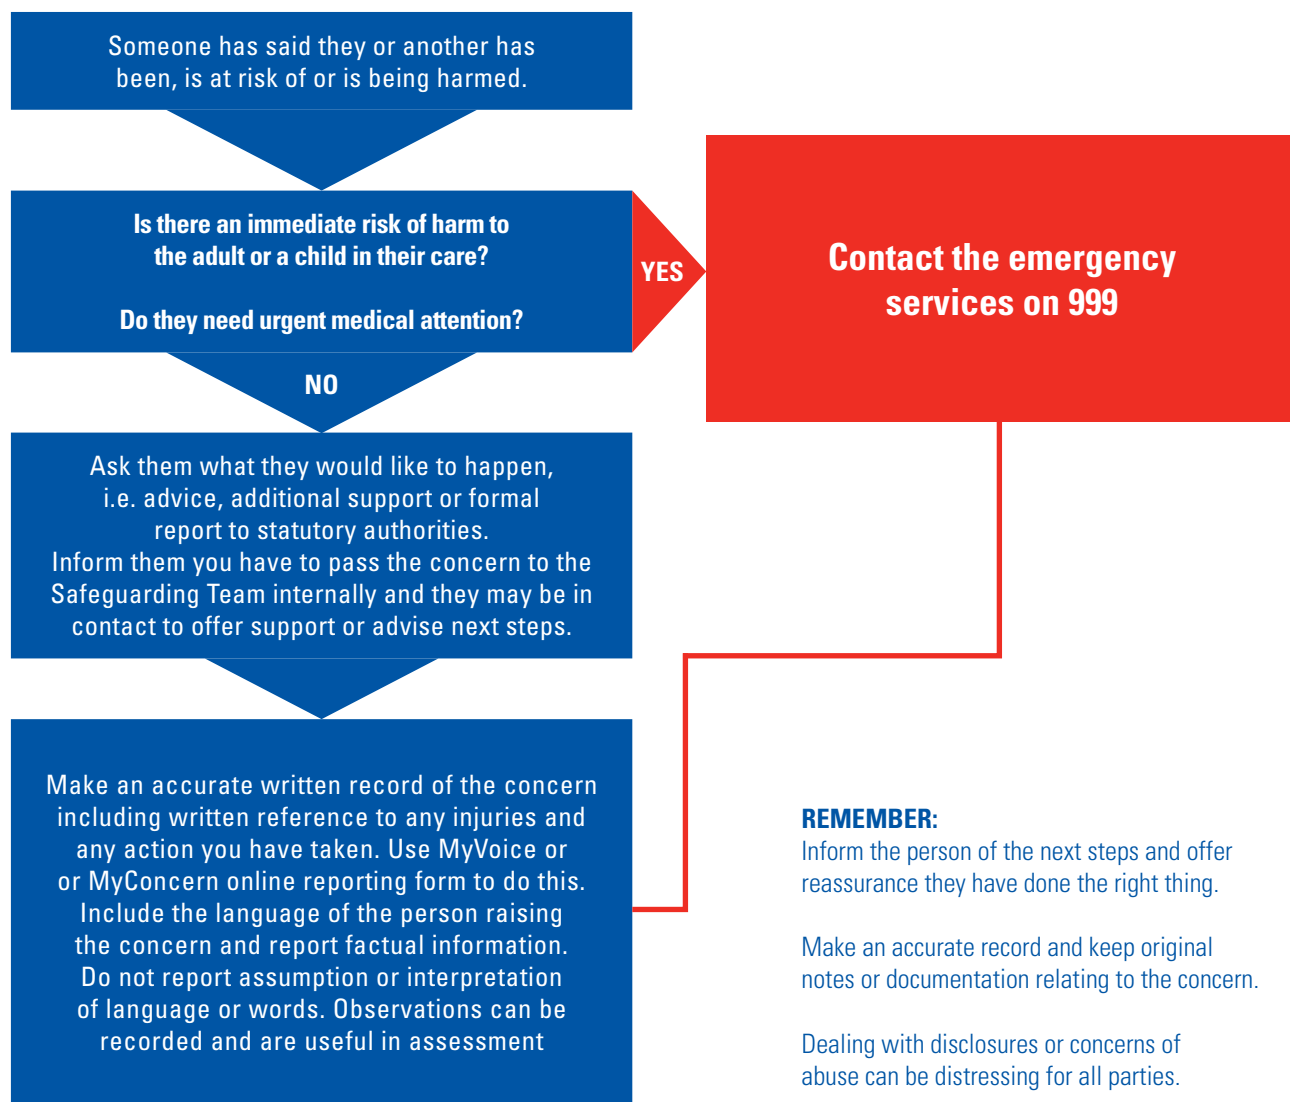 Someone has said they or another has
been, is at risk of or is being harmed.
Is there an immediate risk of harm to
the adult or a child in their care?
Do they need urgent medical attention?
YES
Contact the emergency
services on 999
NO
Ask them what they would like to happen,
i.e. advice, additional support or formal
report to statutory authorities.
Inform them you have to pass the concern to the
Safeguarding Team internally and they may be in
contact to offer support or advise next steps.
Make an accurate written record of the concern
including written reference to any injuries and
any action you have taken. Use MyVoice or
or MyConcern online reporting form to do this.
Include the language of the person raising
the concern and report factual information.
Do not report assumption or interpretation
of language or words. Observations can be
recorded and are useful in assessment
REMEMBER:
Inform the person of the next steps and offer
reassurance they have done the right thing.
Make an accurate record and keep original
notes or documentation relating to the concern.
Dealing with disclosures or concerns of
abuse can be distressing for all parties.